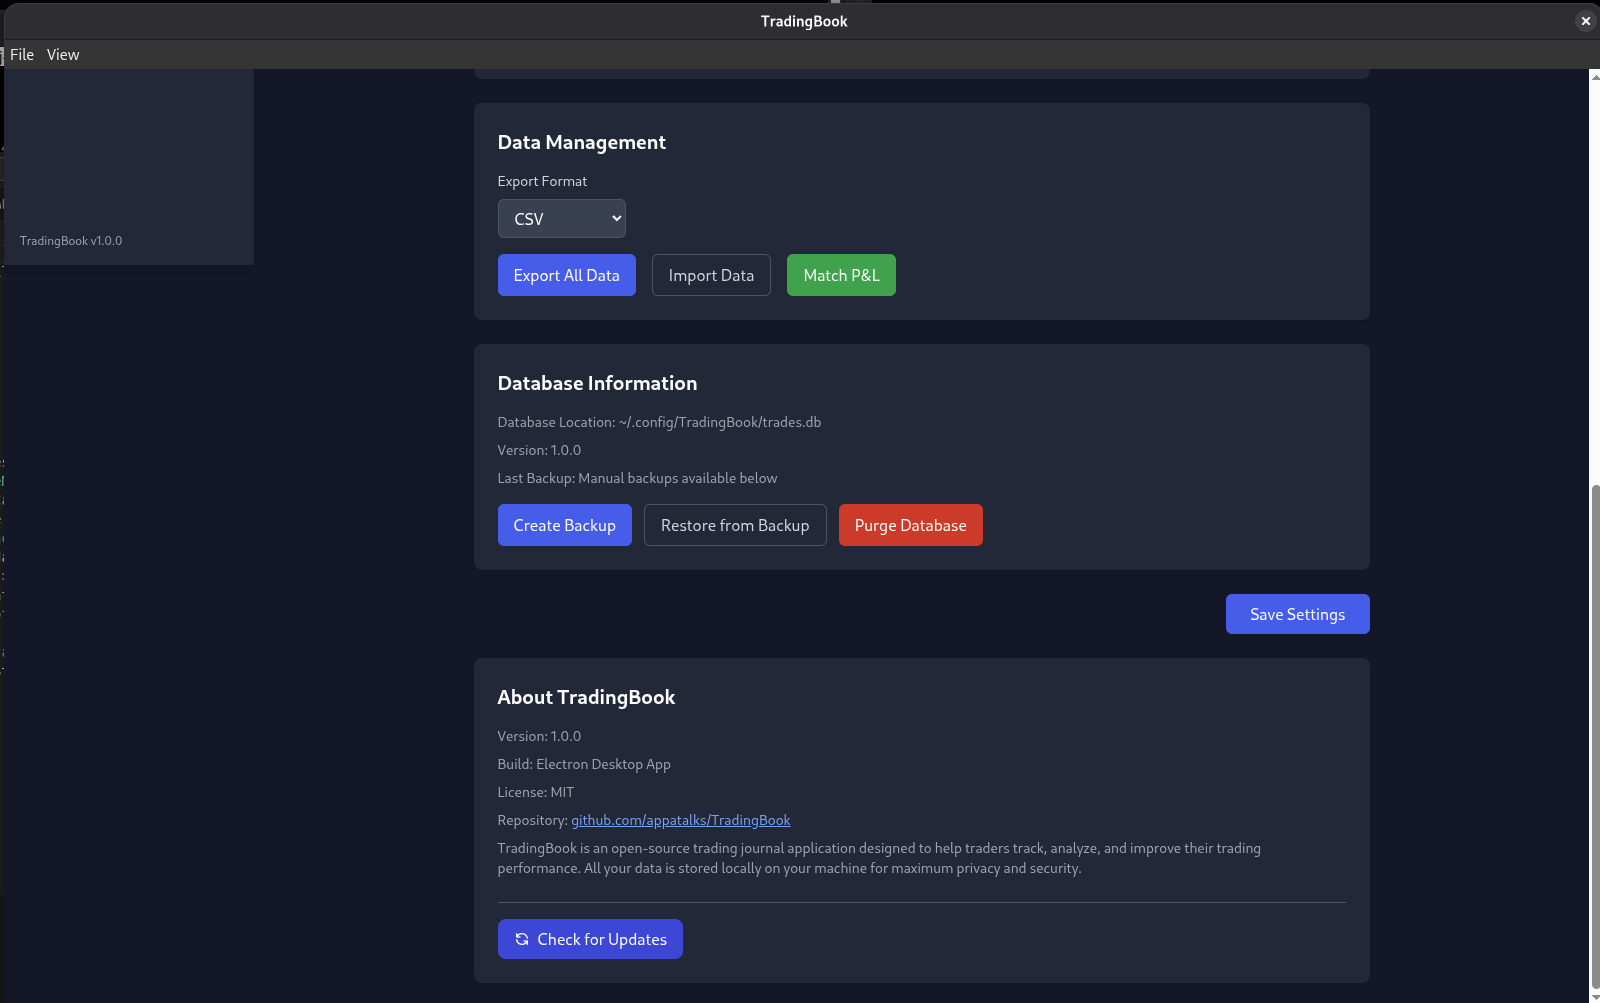 TradingBook
File View
TradingBook v1.0.0
Data Management
Export Format
CSV
Export All Data
Import Data
Match P&L
Database Information
Database Location: ~/.config/TradingBook/trades.db
Version: 1.0.0
Last Backup: Manual backups available below
Create Backup
Restore from Backup
Purge Database
Save Settings
About TradingBook
Version: 1.0.0
Build: Electron Desktop App
License: MIT
Repository: github.com/appatalks/TradingBook
TradingBook is an open-source trading journal application designed to help traders track, analyze, and improve their trading
performance. All your data is stored locally on your machine for maximum privacy and security.
Check for Updates